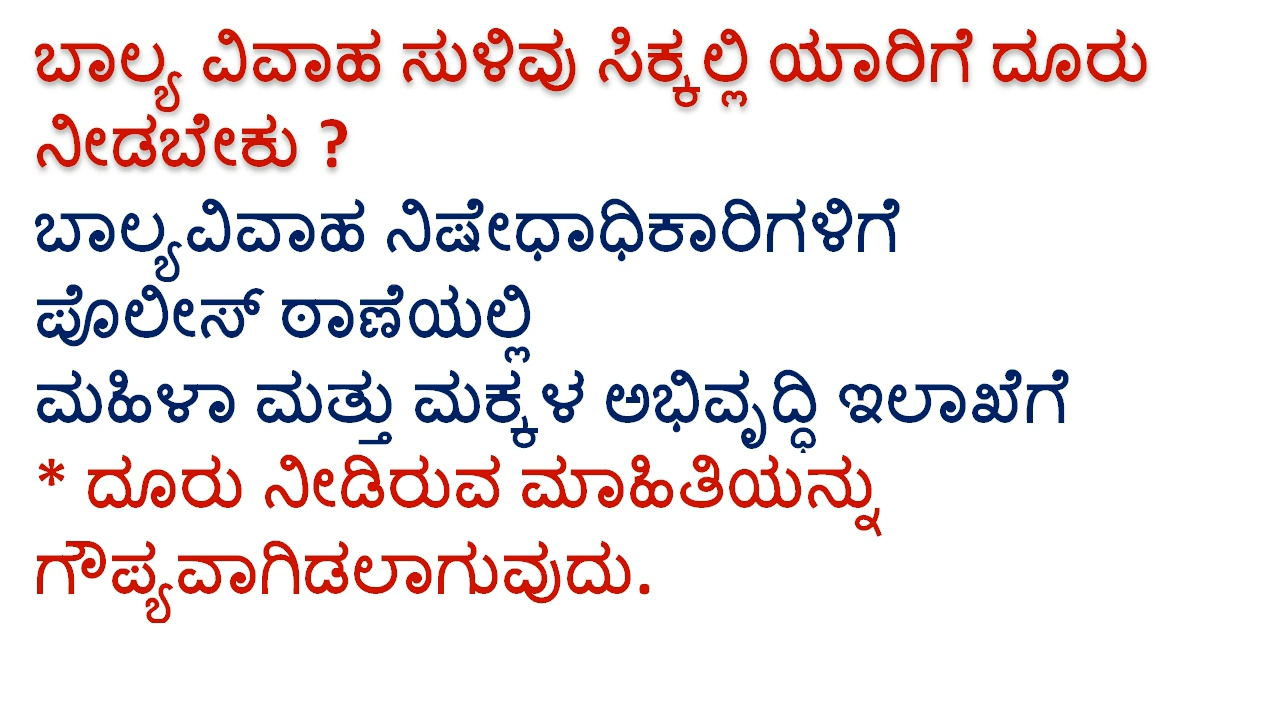 ಬಾಲ್ಯ ವಿವಾಹ ಸುಳಿವು ಸಿಕ್ಕಲ್ಲಿ ಯಾರಿಗೆ ದೂರು
ನೀಡಬೇಕು ?
ಬಾಲ್ಯವಿವಾಹ ನಿಷೇಧಾಧಿಕಾರಿಗಳಿಗೆ
ಪೊಲೀಸ್ ಠಾಣೆಯಲ್ಲಿ
ಮಹಿಳಾ ಮತ್ತು ಮಕ್ಕಳ ಅಭಿವೃದ್ಧಿ ಇಲಾಖೆಗೆ
* ದೂರು ನೀಡಿರುವ ಮಾಹಿತಿಯನ್ನು
ಗೌಪ್ಯವಾಗಿಡಲಾಗುವುದು.